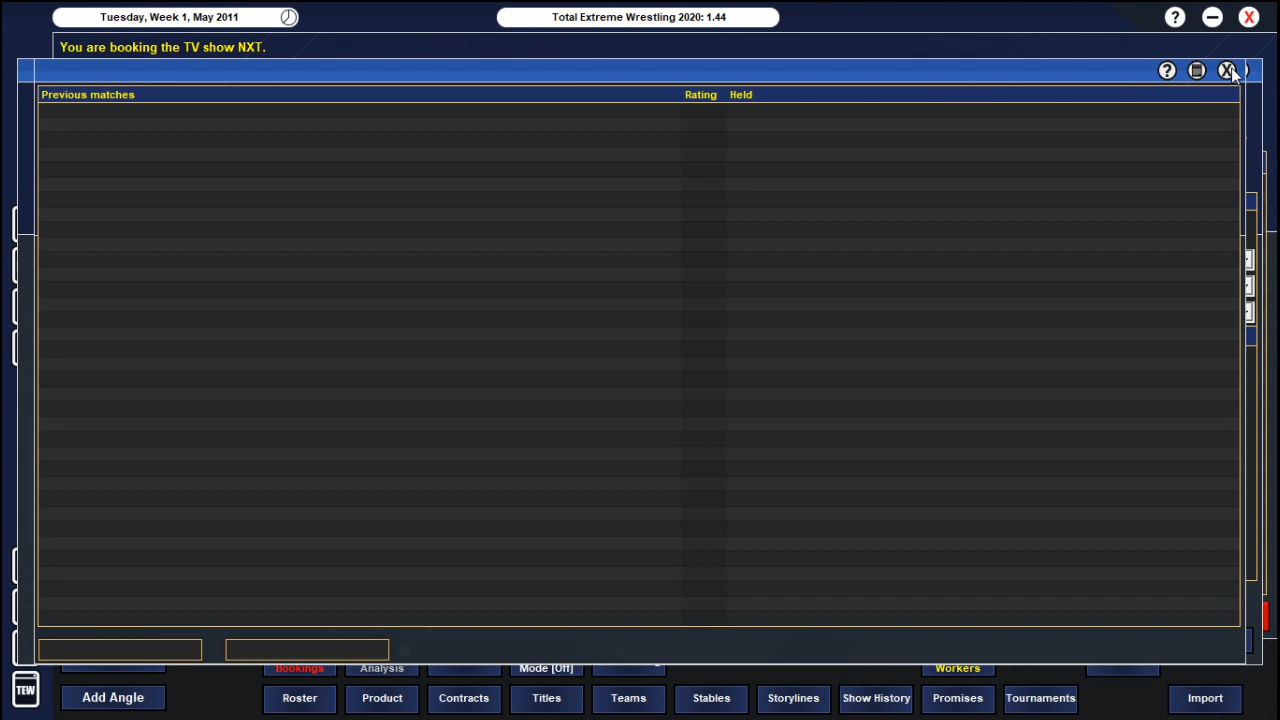 Tuesday, Week 1, May 2011
Total Extreme Wrestling 2020: 1.44
? X
You are booking the TV show NXT.
? X
Previous matches Rating Held
Bookings Analysis Mode [Off] Workers
TEW Add Angle Roster Product Contracts Titles Teams Stables Storylines Show History Promises Tournaments Import